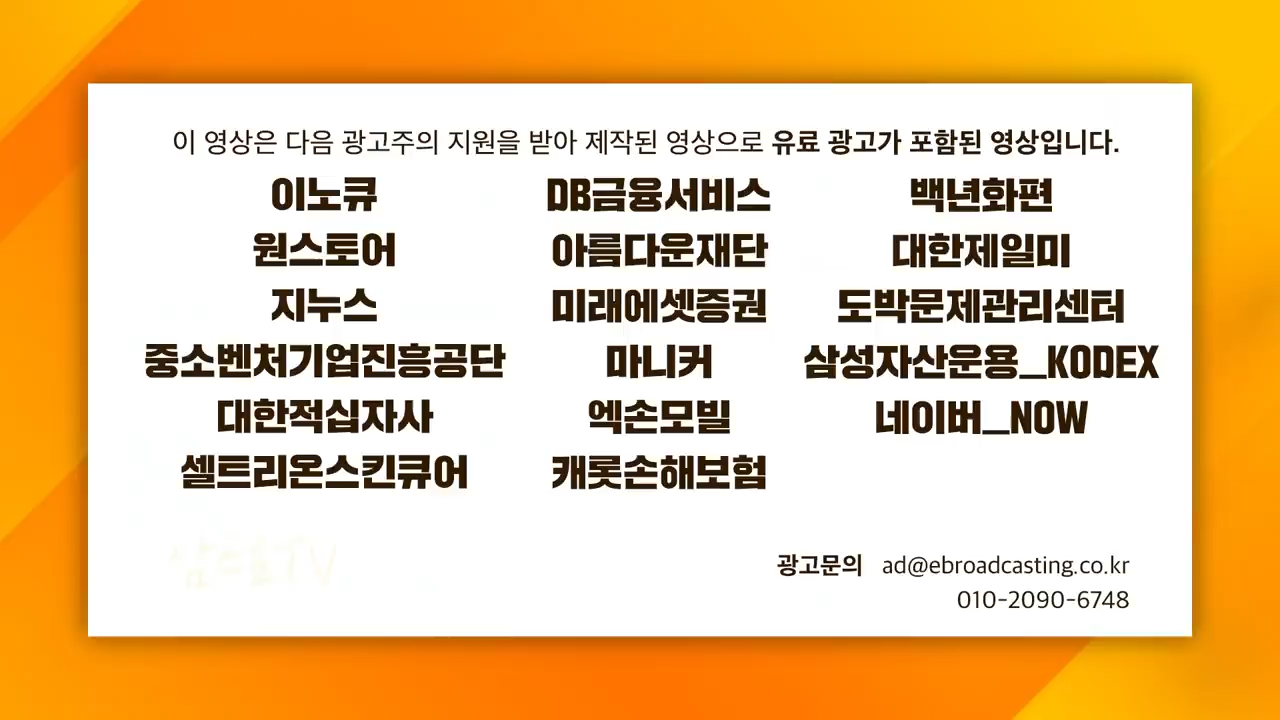 이 영상은 다음 광고주의 지원을 받아 제작된 영상으로 유료 광고가 포함된 영상입니다.
이노큐 DB금융서비스 백년화편
원스토어 아름다운재단 대한제일미
지누스 미래에셋증권 도박문제관리센터
중소벤처기업진흥공단 마니커 삼성자산운용_KODEX
대한적십자사 엑손모빌 네이버_NOW
셀트리온스킨큐어 캐롯손해보험
광고문의 ad@ebroadcasting.co.kr
010-2090-6748